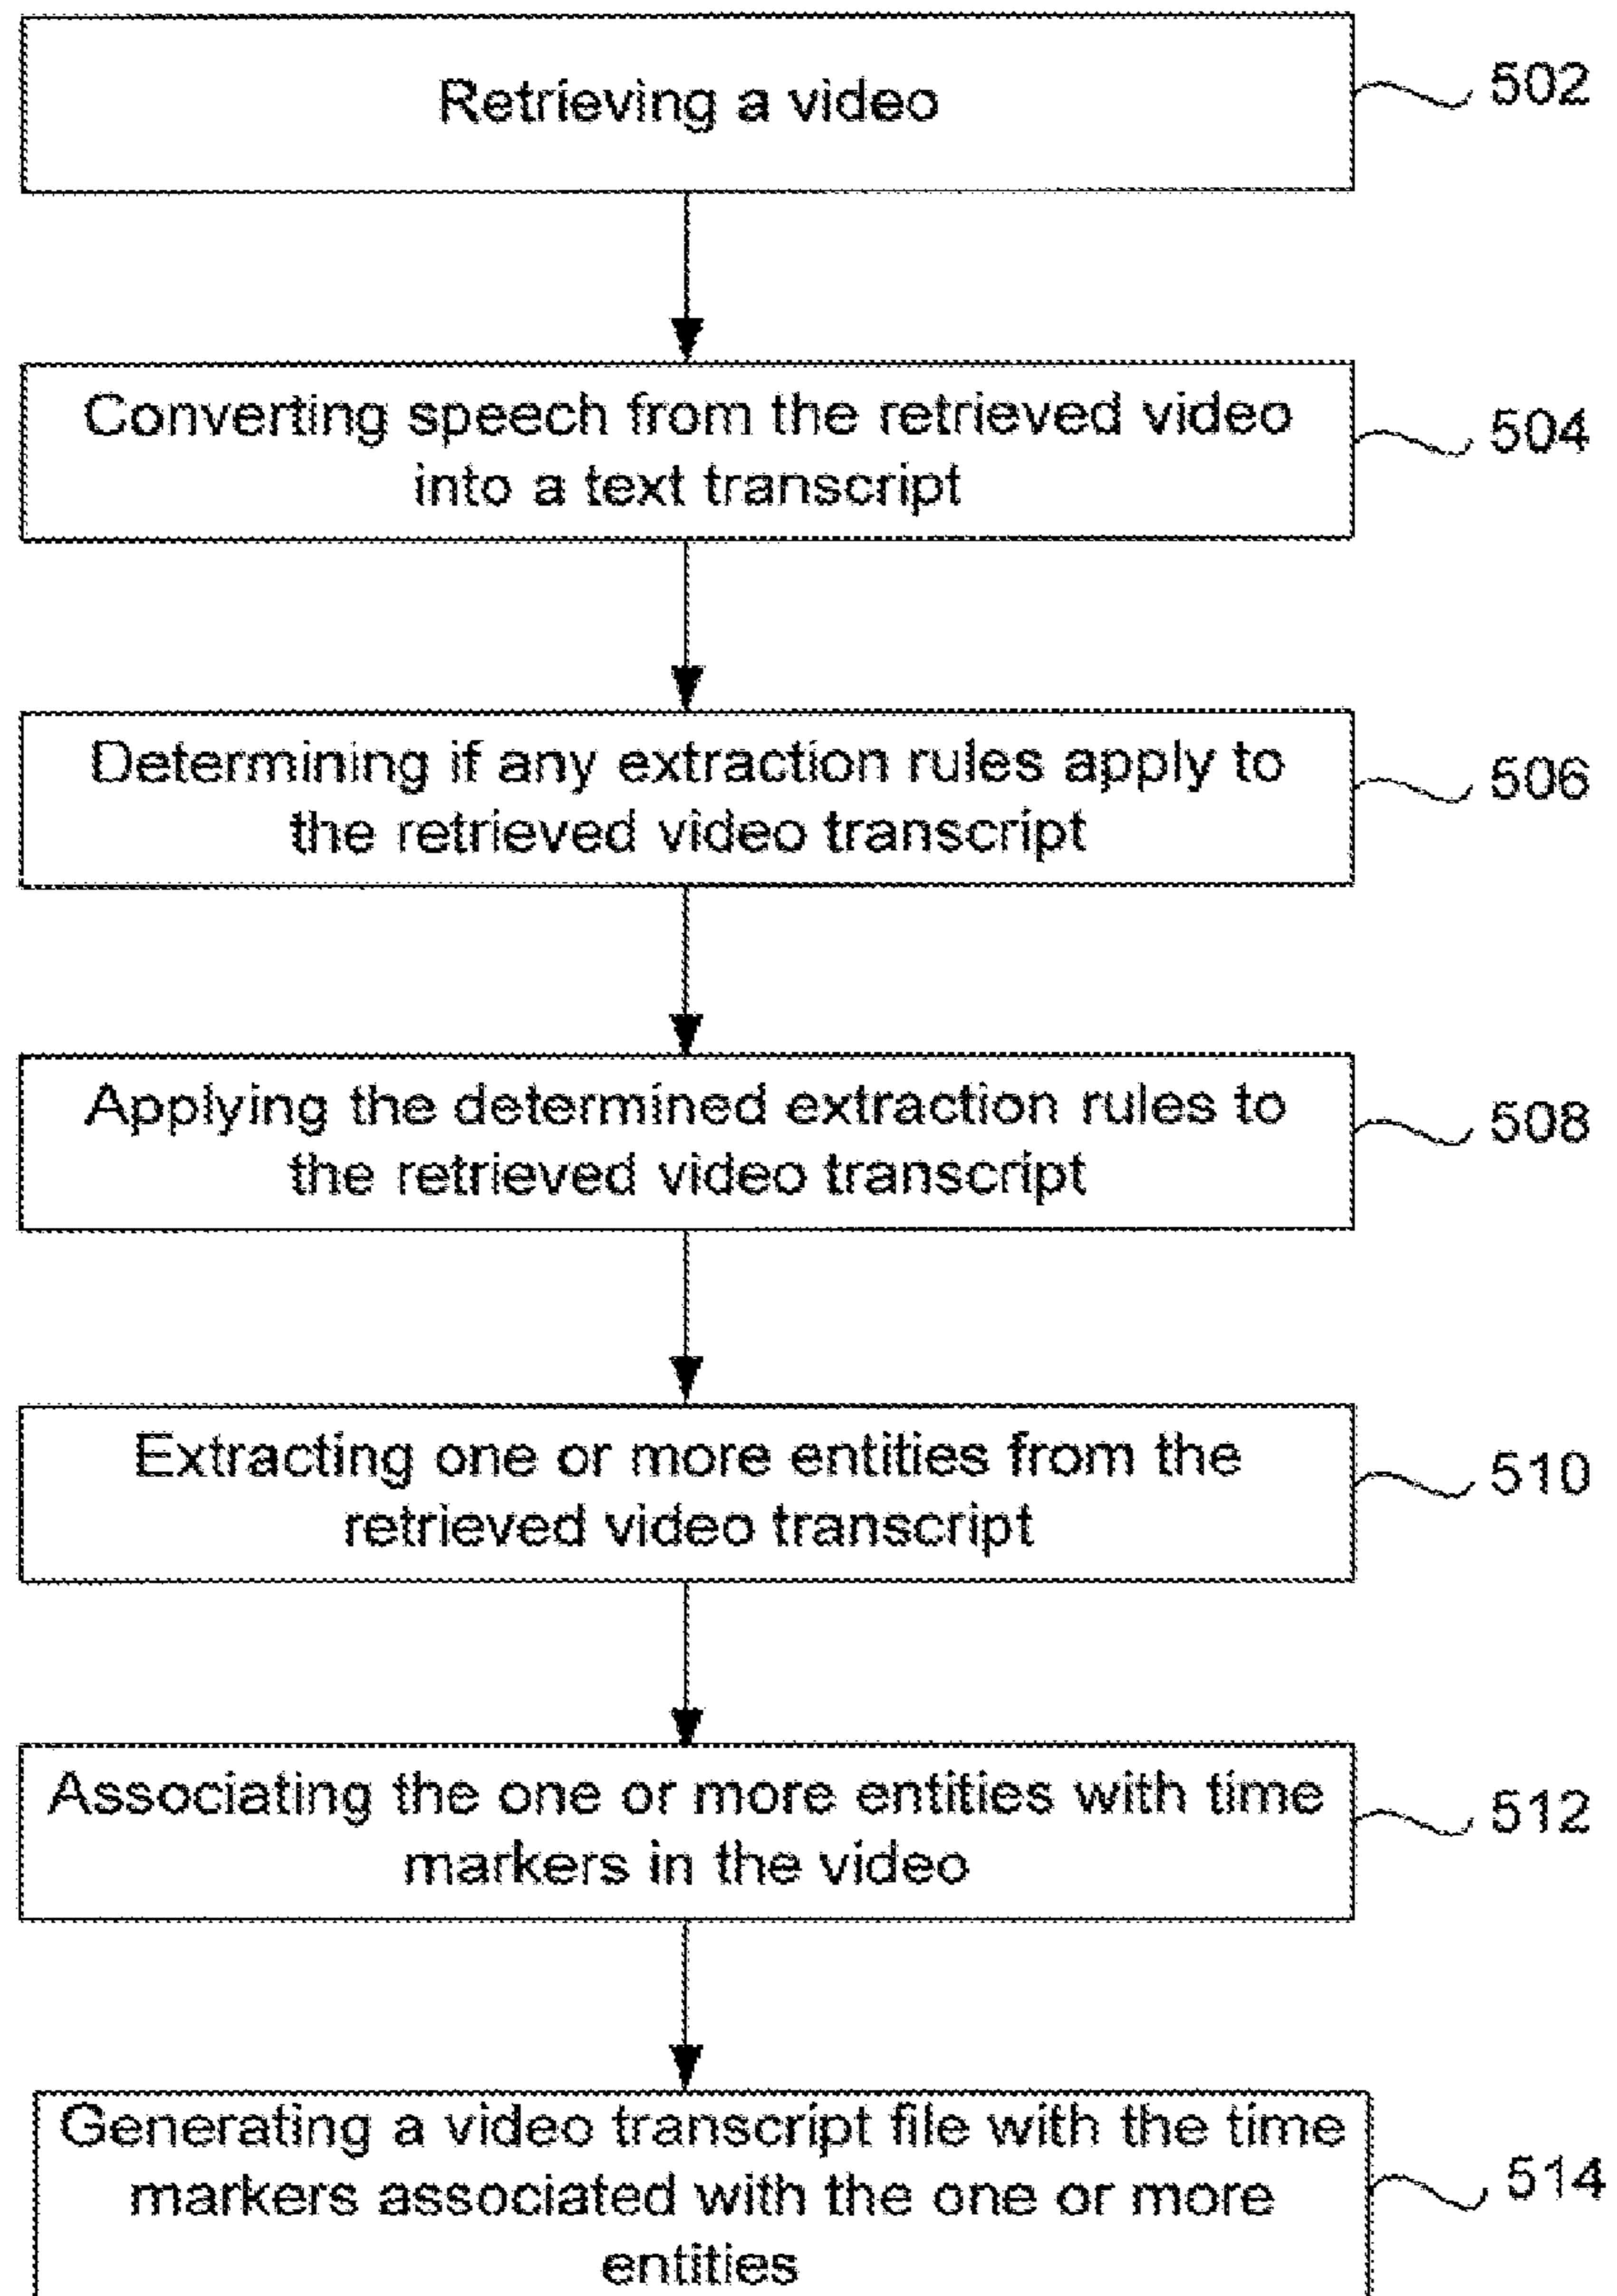 Retrieving a video
502
Converting speech from the retrieved video
into a text transcript
504
Determining if any extraction rules apply to
the retrieved video transcript
506
Applying the determined extraction rules to
the retrieved video transcript
508
Extracting one or more entities from the
retrieved video transcript
510
Associating the one or more entities with time
markers in the video
512
Generating a video transcript file with the time
markers associated with the one or more
entities
514